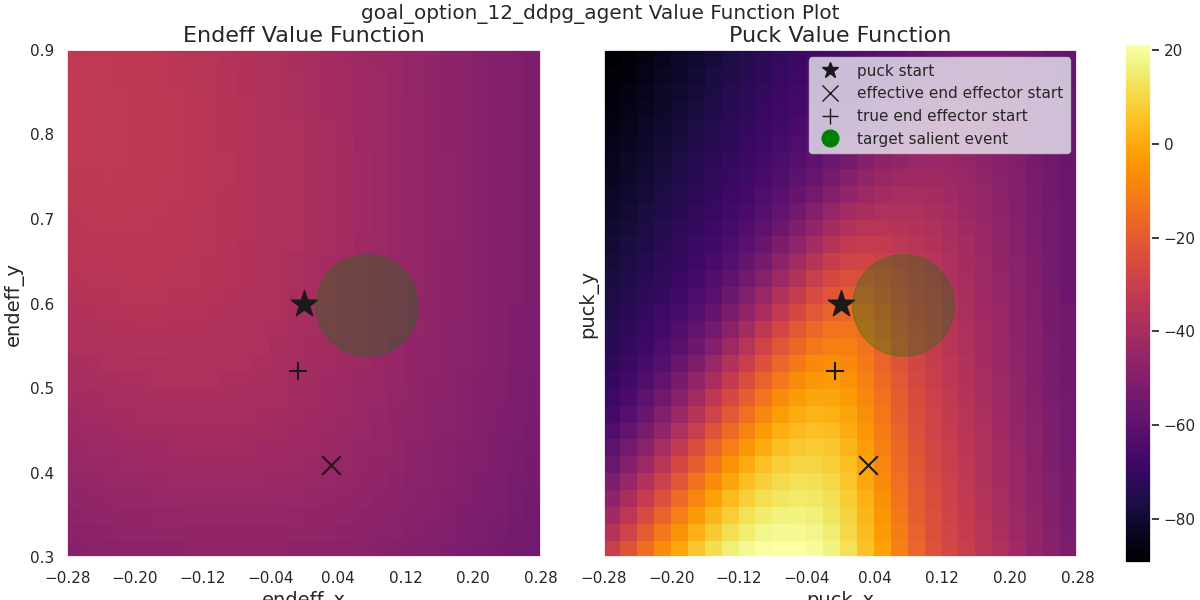 goal_option_12_ddpg_agent Value Function Plot
Endeff Value Function
Puck Value Function
puck start
effective end effector start
true end effector start
target salient event
endeff_y
0.9
0.8
0.7
0.6
0.5
0.4
0.3
−0.28 −0.20 −0.12 −0.04 0.04 0.12 0.20 0.28
endeff_x
puck_y
−0.28 −0.20 −0.12 −0.04 0.04 0.12 0.20 0.28
puck_x
20
0
−20
−40
−60
−80